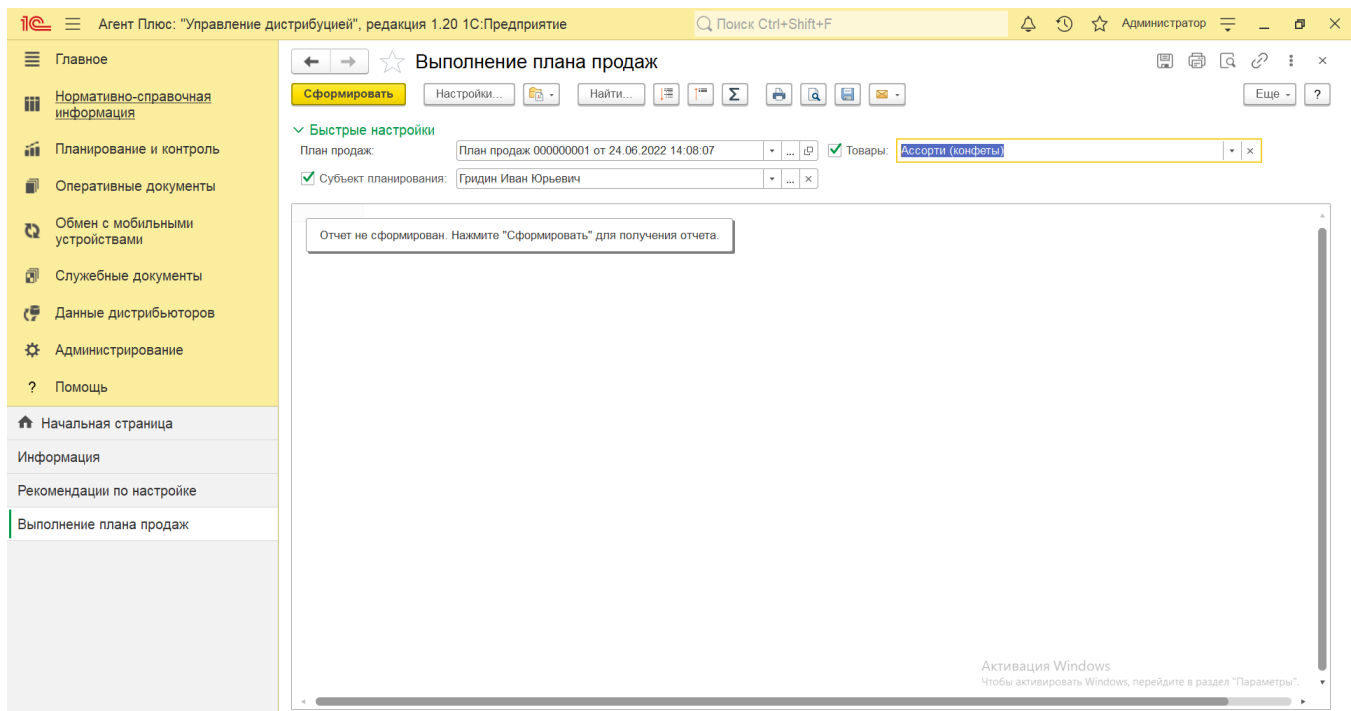 Агент Плюс: "Управление дистрибуцией", редакция 1.20 1С:Предприятие
Поиск Ctrl+Shift+F
Администратор
Главное
Нормативно-справочная
информация
Планирование и контроль
Оперативные документы
Обмен с мобильными
устройствами
Служебные документы
Данные дистрибьюторов
Администрирование
? Помощь
Начальная страница
Информация
Рекомендации по настройке
Выполнение плана продаж
Выполнение плана продаж
Сформировать
Настройки...
Найти...
Σ
Еще
?
Быстрые настройки
План продаж: План продаж 000000001 от 24.06.2022 14:08:07 ... Товары: Ассорти (конфеты)
Субъект планирования: Гридин Иван Юрьевич ...
Отчет не сформирован. Нажмите "Сформировать" для получения отчета.
Активация Windows
Чтобы активировать Windows, перейдите в раздел "Параметры".